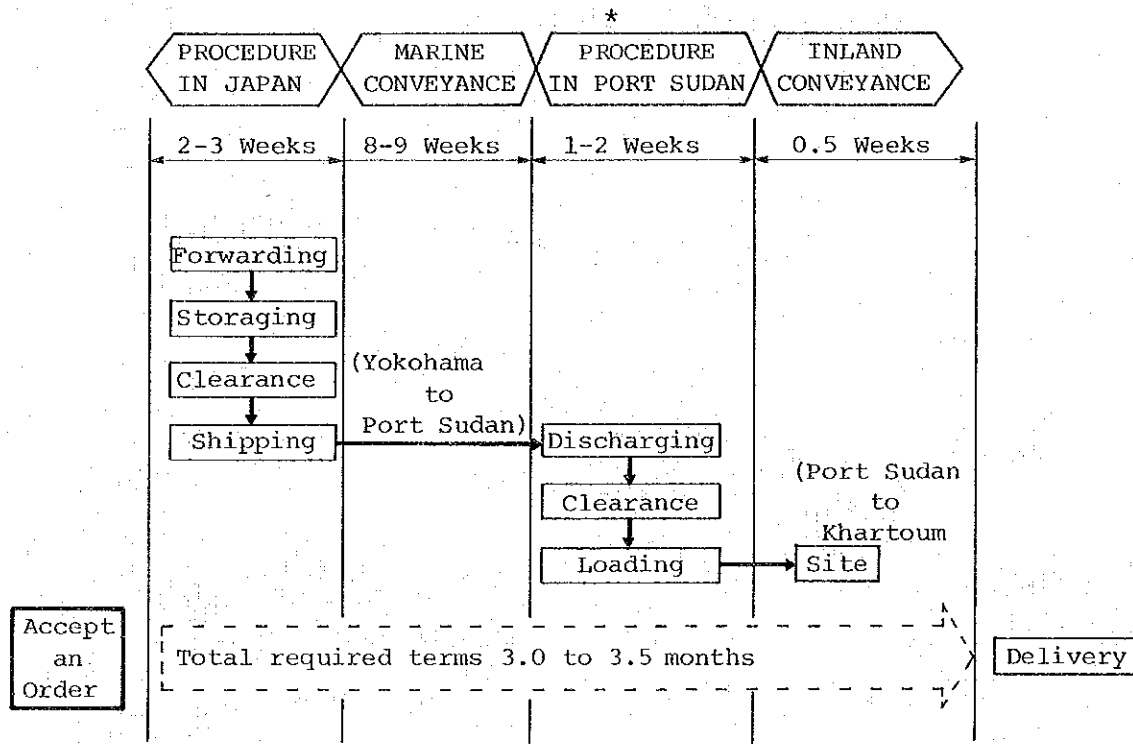 *
PROCEDURE
IN JAPAN
MARINE
CONVEYANCE
PROCEDURE
IN PORT SUDAN
INLAND
CONVEYANCE
2-3 Weeks
8-9 Weeks
1-2 Weeks
0.5 Weeks
Forwarding
Storaging
Clearance
Shipping
(Yokohama
to
Port Sudan)
Discharging
Clearance
Loading
(Port Sudan
to
Khartoum
Site
Accept
an
Order
Total required terms 3.0 to 3.5 months
Delivery